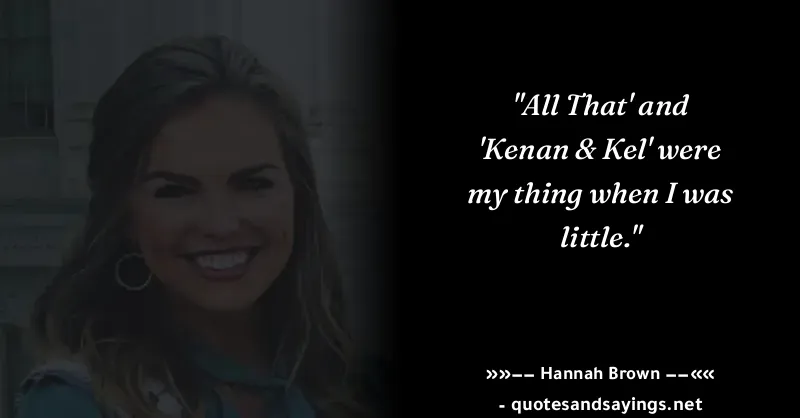 "All That' and
'Kenan & Kel' were
my thing when I was
little."
»»−− Hannah Brown −−««
- quotesandsayings.net